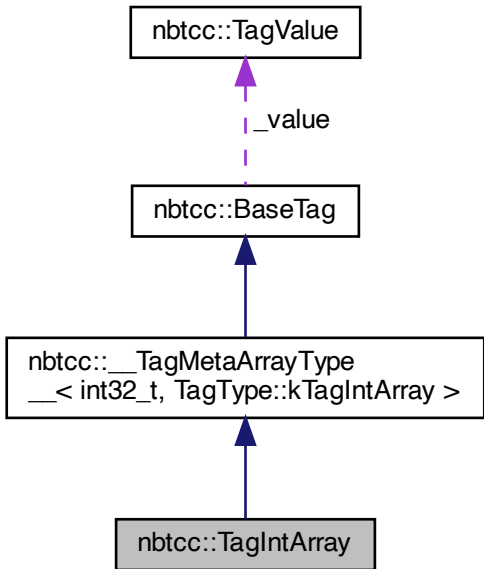 nbtcc::TagValue
_value
nbtcc::BaseTag
nbtcc::__TagMetaArrayType
__< int32_t, TagType::kTagIntArray >
nbtcc::TagIntArray